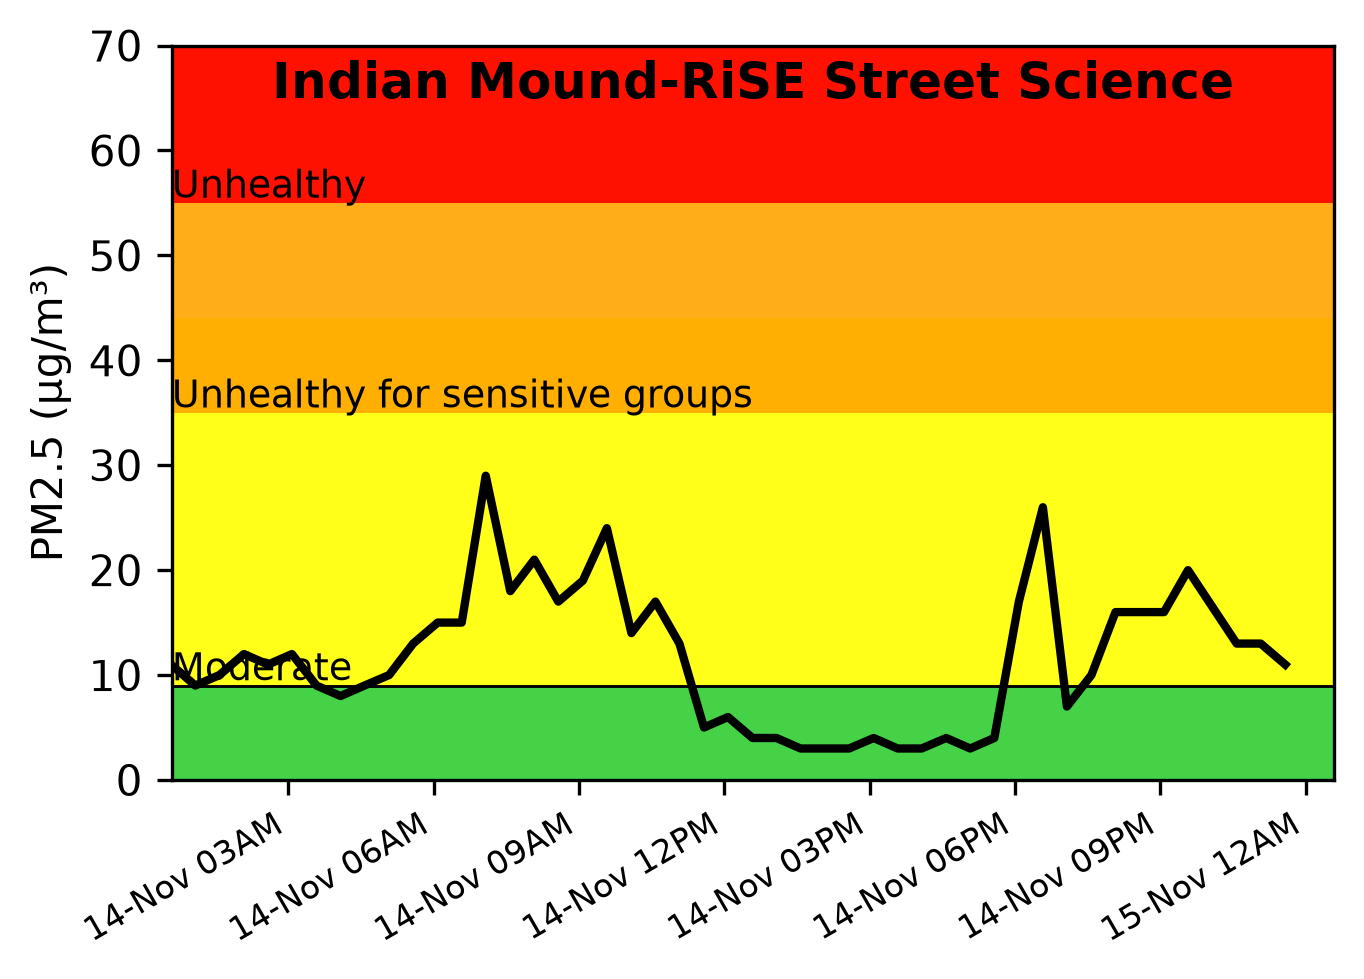 Indian Mound-RiSE Street Science
Unhealthy
Unhealthy for sensitive groups
Moderate
PM2.5 (µg/m³)
70
60
50
40
30
20
10
0
14-Nov 03AM
14-Nov 06AM
14-Nov 09AM
14-Nov 12PM
14-Nov 03PM
14-Nov 06PM
14-Nov 09PM
15-Nov 12AM